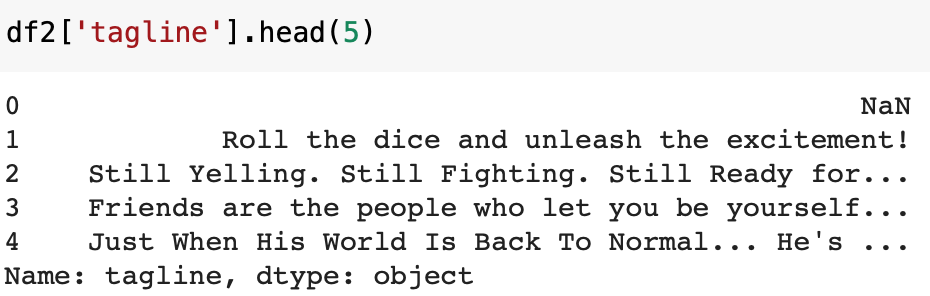 df2['tagline'].head(5)
0 NaN
1 Roll the dice and unleash the excitement!
2 Still Yelling. Still Fighting. Still Ready for...
3 Friends are the people who let you be yourself...
4 Just When His World Is Back To Normal... He's ...
Name: tagline, dtype: object